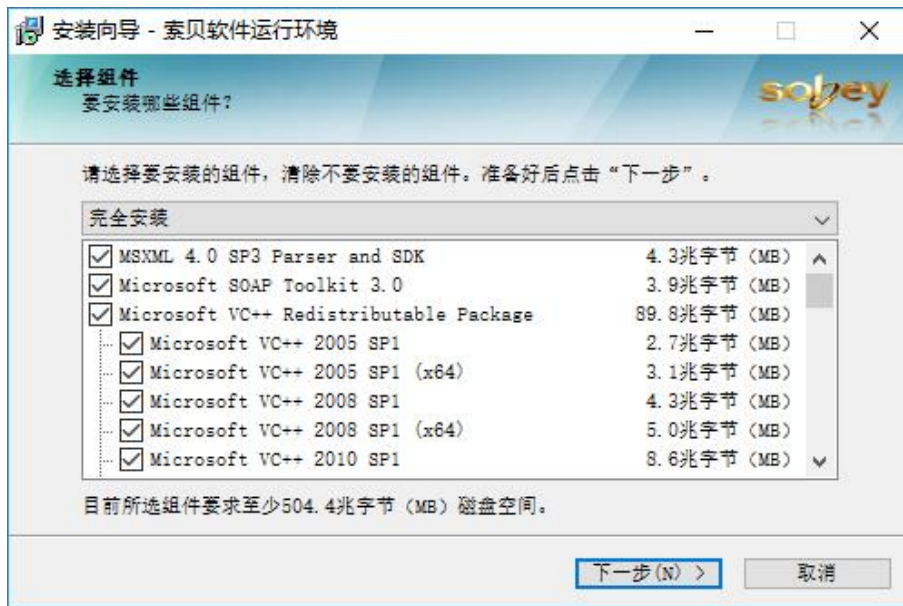 安装向导 - 索贝软件运行环境
选择组件
要安装哪些组件?
sobey
请选择要安装的组件，清除不要安装的组件。准备好后点击“下一步”。
完全安装
MSXML 4.0 SP3 Parser and SDK 4.3兆字节（MB）
Microsoft SOAP Toolkit 3.0 3.9兆字节（MB）
Microsoft VC++ Redistributable Package 89.8兆字节（MB）
Microsoft VC++ 2005 SP1 2.7兆字节（MB）
Microsoft VC++ 2005 SP1 (x64) 3.1兆字节（MB）
Microsoft VC++ 2008 SP1 4.3兆字节（MB）
Microsoft VC++ 2008 SP1 (x64) 5.0兆字节（MB）
Microsoft VC++ 2010 SP1 8.6兆字节（MB）
目前所选组件要求至少504.4兆字节（MB）磁盘空间。
下一步(N) > 取消